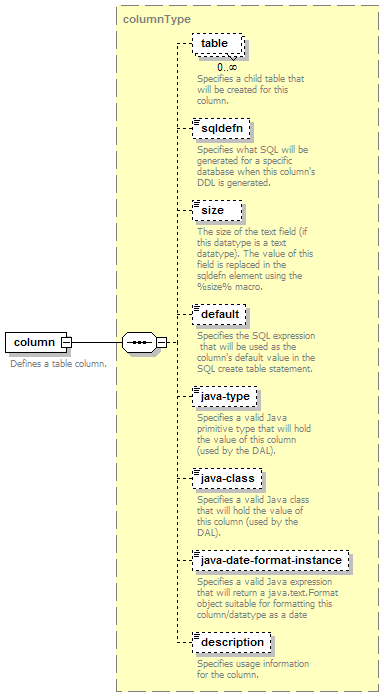 columnType
table
0..∞
Specifies a child table that
will be created for this
column.
sqldefn
Specifies what SQL will be
generated for a specific
database when this column's
DDL is generated.
size
The size of the text field (if
this datatype is a text
datatype). The value of this
field is replaced in the
sqldefn element using the
%size% macro.
default
Specifies the SQL expression
that will be used as the
column's default value in the
SQL create table statement.
column
Defines a table column.
java-type
Specifies a valid Java
primitive type that will hold
the value of this column
(used by the DAL).
java-class
Specifies a valid Java class
that will hold the value of
this column (used by the
DAL).
java-date-format-instance
Specifies a valid Java expression
that will return a java.text.Format
object suitable for formatting this
column/datatype as a date
description
Specifies usage information
for the column.